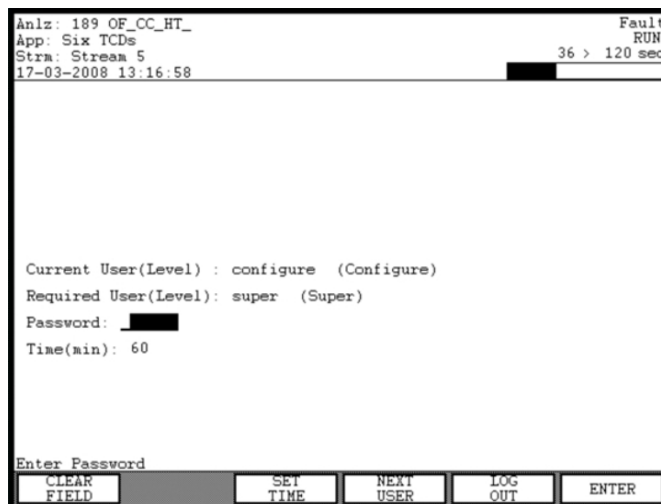 Anlz: 189 OF_CC_HT_
Fault
App: Six TCDs
RUN
Strm: Stream 5
36 > 120 sec
17-03-2008 13:16:58
Current User(Level) : configure (Configure)
Required User(Level): super (Super)
Password: _
Time(min): 60
Enter Password
CLEAR FIELD
SET TIME
NEXT USER
LOG OUT
ENTER